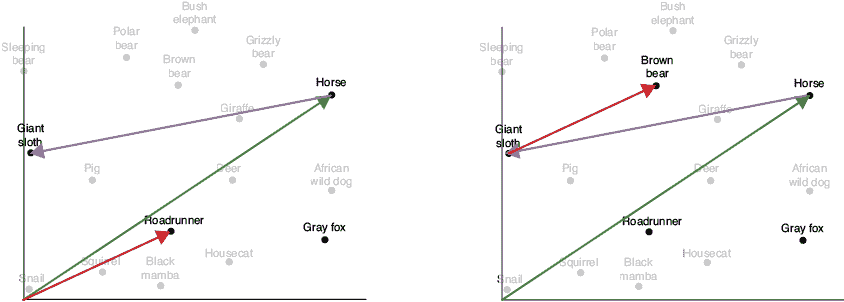 Bush
elephant
Polar
bear
Grizzly
bear
Sleeping
bear
Brown
bear
Horse
Giraffe
Giant
sloth
Pig
Deer
African
wild dog
Roadrunner
Gray fox
Housecat
Squirrel
Black
mamba
Snail
Bush
elephant
Polar
bear
Grizzly
bear
Sleeping
bear
Brown
bear
Horse
Giraffe
Giant
sloth
Pig
Deer
African
wild dog
Roadrunner
Gray fox
Housecat
Squirrel
Black
mamba
Snail